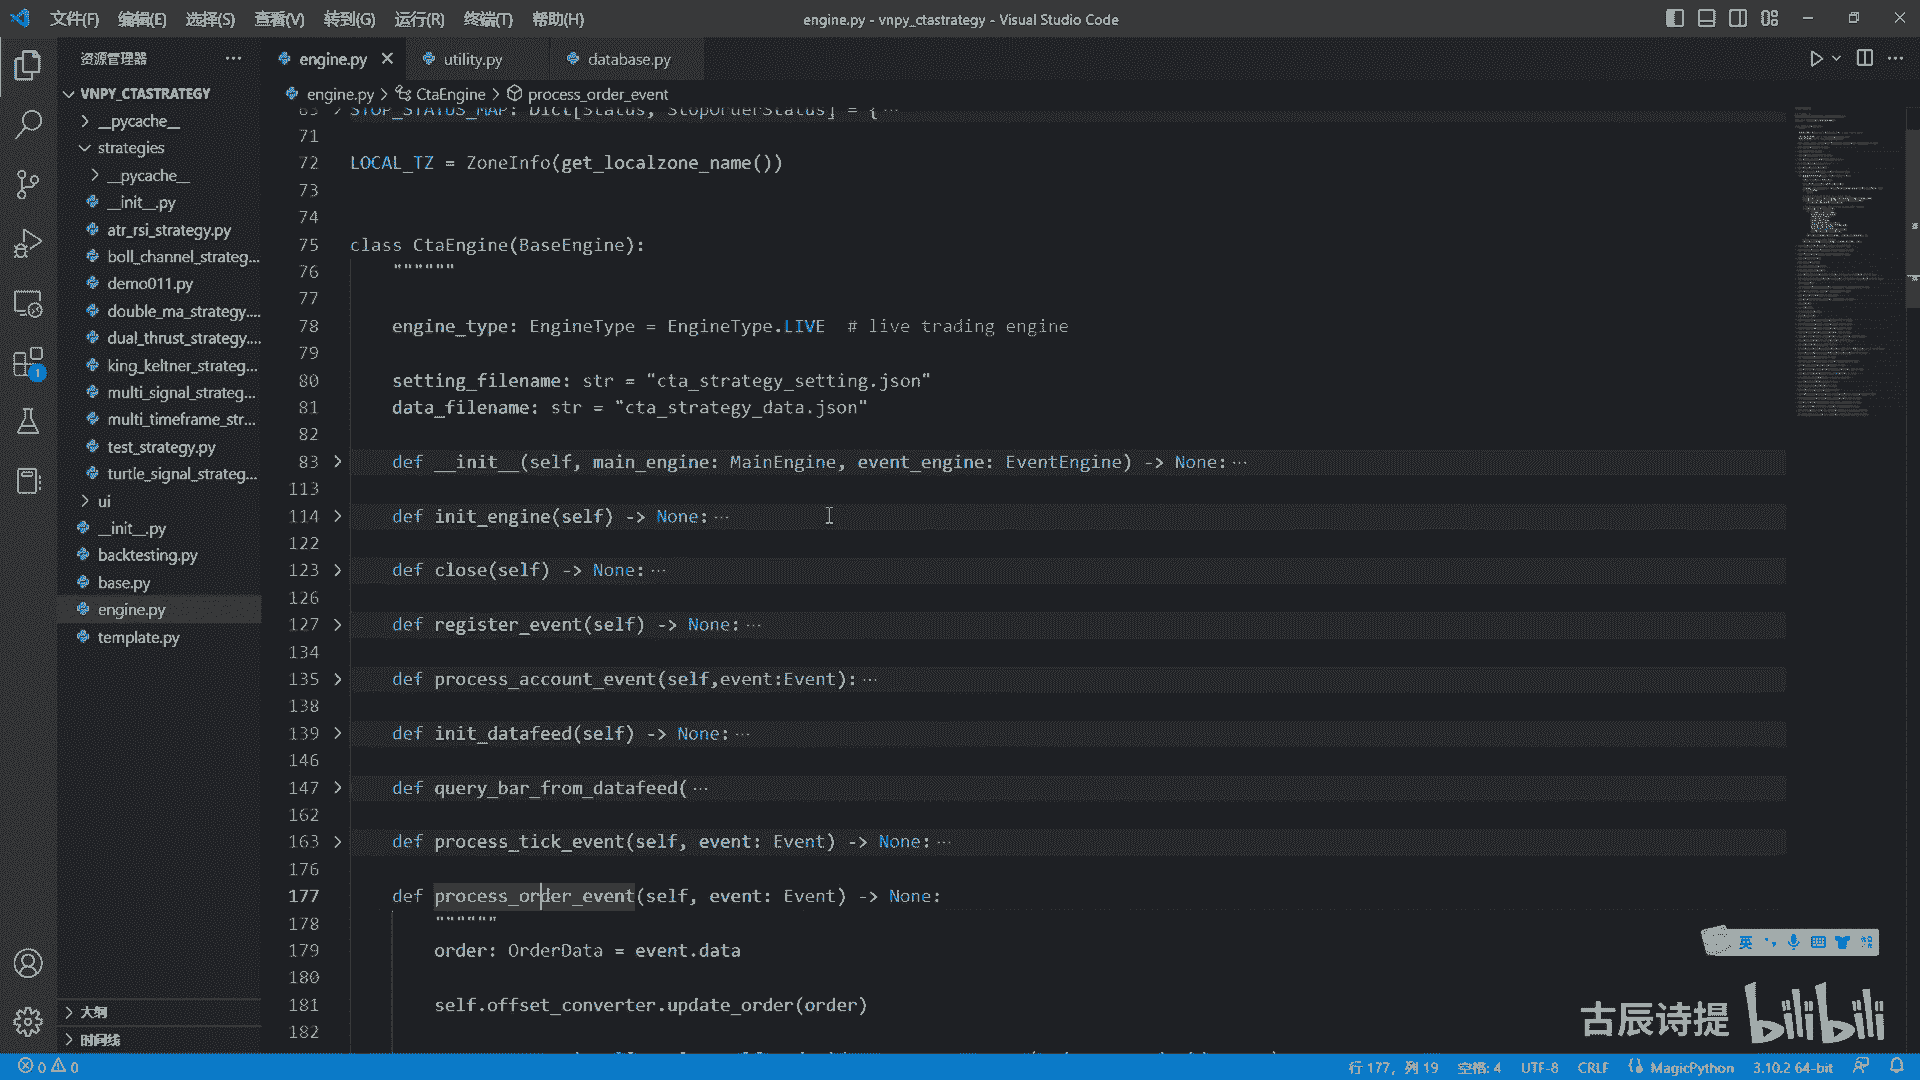 文件(F) 编辑(E) 选择(S) 查看(V) 转到(G) 运行(R) 终端(T) 帮助(H)
engine.py - vnpy_ctastrategy - Visual Studio Code
资源管理器
engine.py
utility.py
database.py
VNPY_CTASTRATEGY
__pycache__
strategies
__pycache__
__init__.py
atr_rsi_strategy.py
boll_channel_strateg...
demo011.py
double_ma_strategy....
dual_thrust_strategy....
king_keltner_strateg...
multi_signal_strateg...
multi_timeframe_str...
test_strategy.py
turtle_signal_strateg...
ui
__init__.py
backtesting.py
base.py
engine.py
template.py
大纲
时间线
1
engine.py > CtaEngine > process_order_event
63 STOP_STATUS_MAP: Dict[Status, StopOrderStatus] = {…
71
72 LOCAL_TZ = ZoneInfo(get_localzone_name())
73
74
75 class CtaEngine(BaseEngine):
76 """"""
77
78 engine_type: EngineType = EngineType.LIVE  # live trading engine
79
80 setting_filename: str = "cta_strategy_setting.json"
81 data_filename: str = "cta_strategy_data.json"
82
83 def __init__(self, main_engine: MainEngine, event_engine: EventEngine) -> None:…
113
114 def init_engine(self) -> None:…
122
123 def close(self) -> None:…
126
127 def register_event(self) -> None:…
134
135 def process_account_event(self,event:Event):…
138
139 def init_datafeed(self) -> None:…
146
147 def query_bar_from_datafeed(…
162
163 def process_tick_event(self, event: Event) -> None:…
176
177 def process_order_event(self, event: Event) -> None:
178 """"""
179 order: OrderData = event.data
180
181 self.offset_converter.update_order(order)
182
英
古辰诗提 bilibili
0 0
行 177，列 19 空格: 4 UTF-8 CRLF MagicPython 3.10.2 64-bit